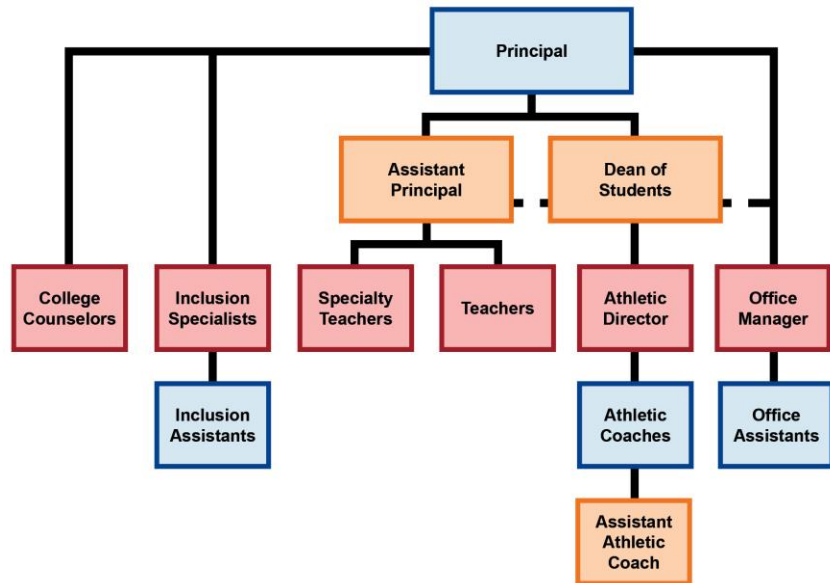 Principal
Assistant
Principal
Dean of
Students
College
Counselors
Inclusion
Specialists
Specialty
Teachers
Teachers
Athletic
Director
Office
Manager
Inclusion
Assistants
Athletic
Coaches
Office
Assistants
Assistant
Athletic
Coach